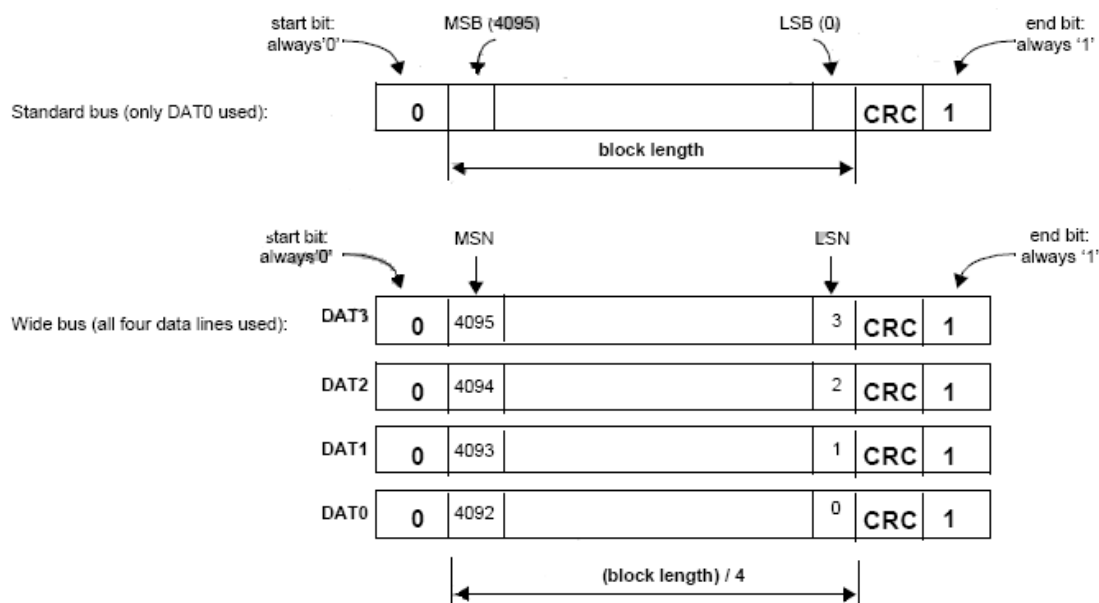 start bit:
always'0'
MSB (4095)
LSB (0)
end bit:
always ‘1’
Standard bus (only DAT0 used):
0
CRC
1
block length
start bit:
always'0'
MSN
LSN
end bit:
always ‘1’
Wide bus (all four data lines used):
DAT3
0
4095
3
CRC
1
DAT2
0
4094
2
CRC
1
DAT1
0
4093
1
CRC
1
DAT0
0
4092
0
CRC
1
(block length) / 4